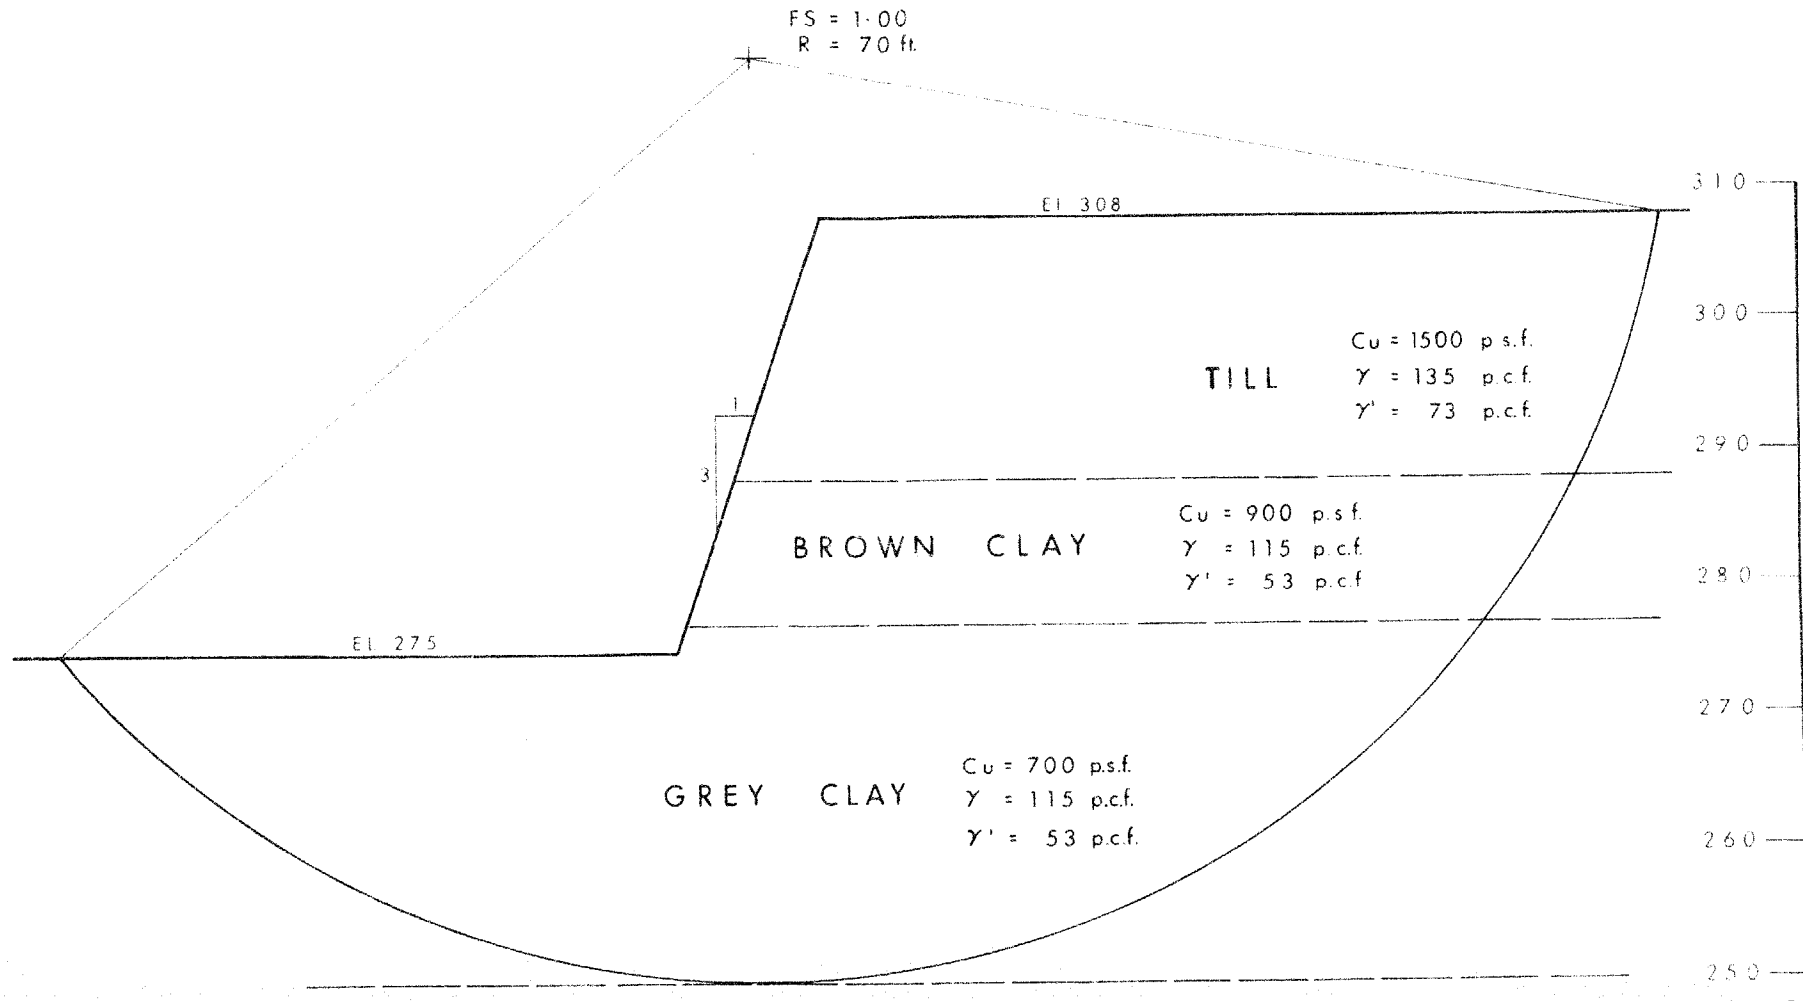 FS = 1.00
R = 70 ft.
310
El 308
300
Cu = 1500 p.s.f.
TILL γ = 135 p.c.f.
γ' = 73 p.c.f.
1
290
3
Cu = 900 p.s.f.
BROWN CLAY γ = 115 p.c.f.
γ' = 53 p.c.f
280
El. 275
270
Cu = 700 p.s.f.
GREY CLAY γ = 115 p.c.f.
γ' = 53 p.c.f.
260
250